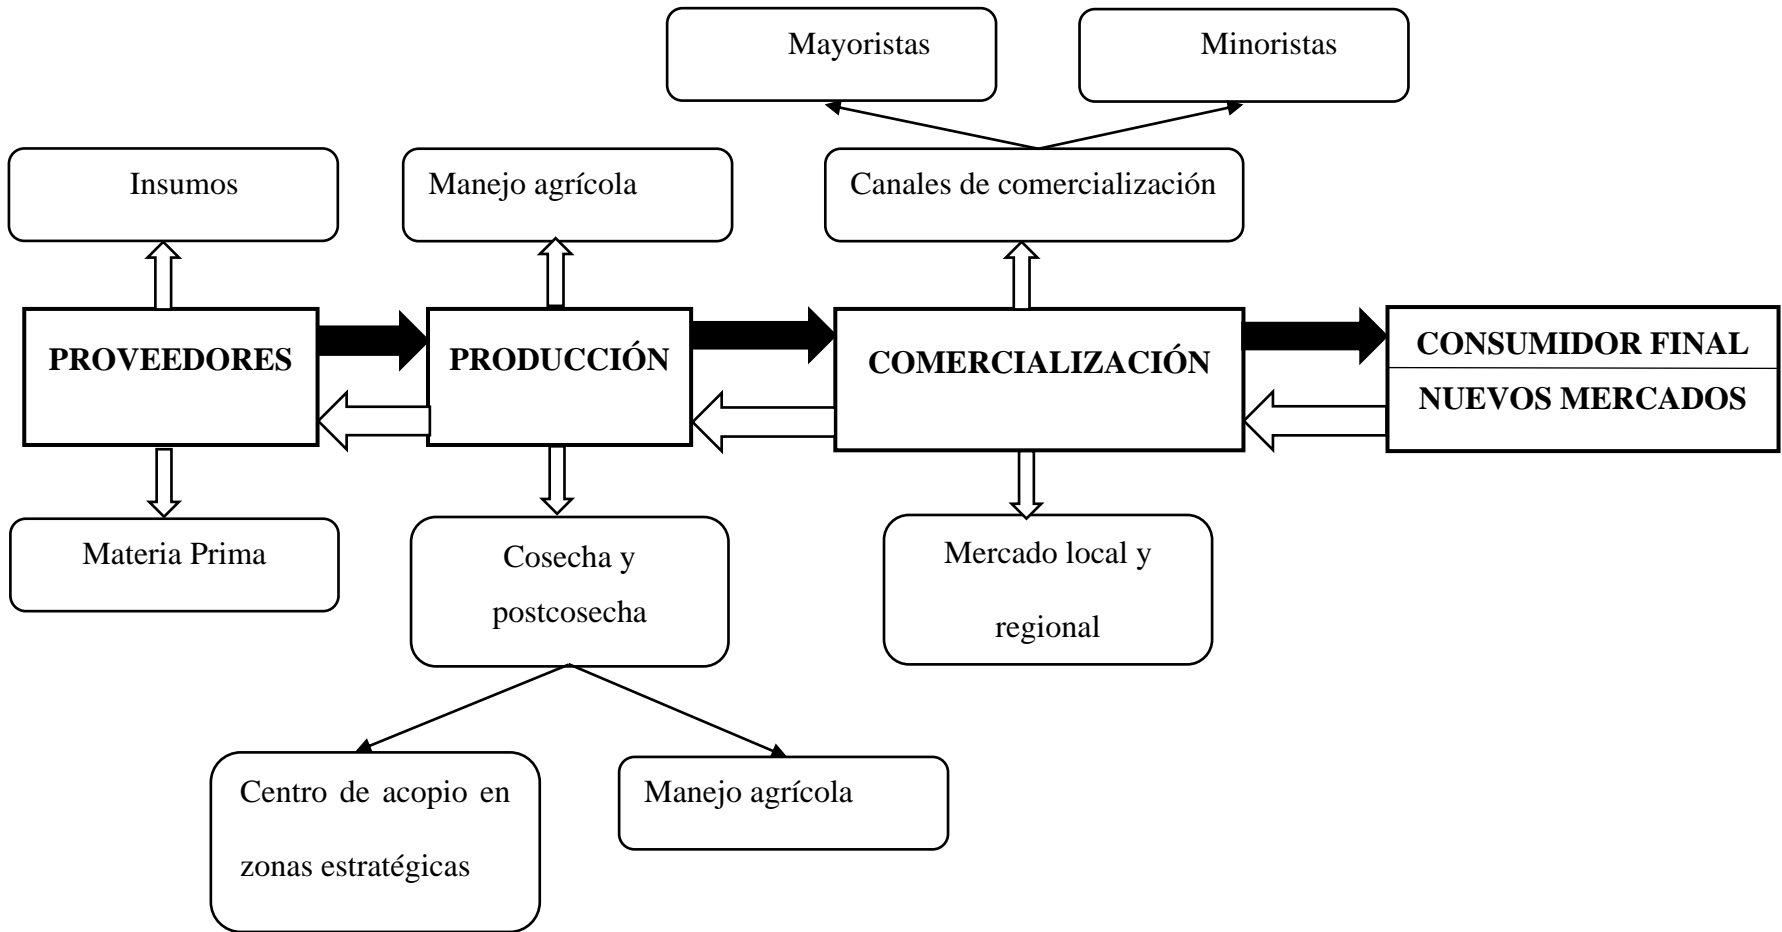 Mayoristas
Minoristas
Insumos
Manejo agrícola
Canales de comercialización
PROVEEDORES
PRODUCCIÓN
COMERCIALIZACIÓN
CONSUMIDOR FINAL
NUEVOS MERCADOS
Materia Prima
Cosecha y
postcosecha
Mercado local y
regional
Centro de acopio en
zonas estratégicas
Manejo agrícola